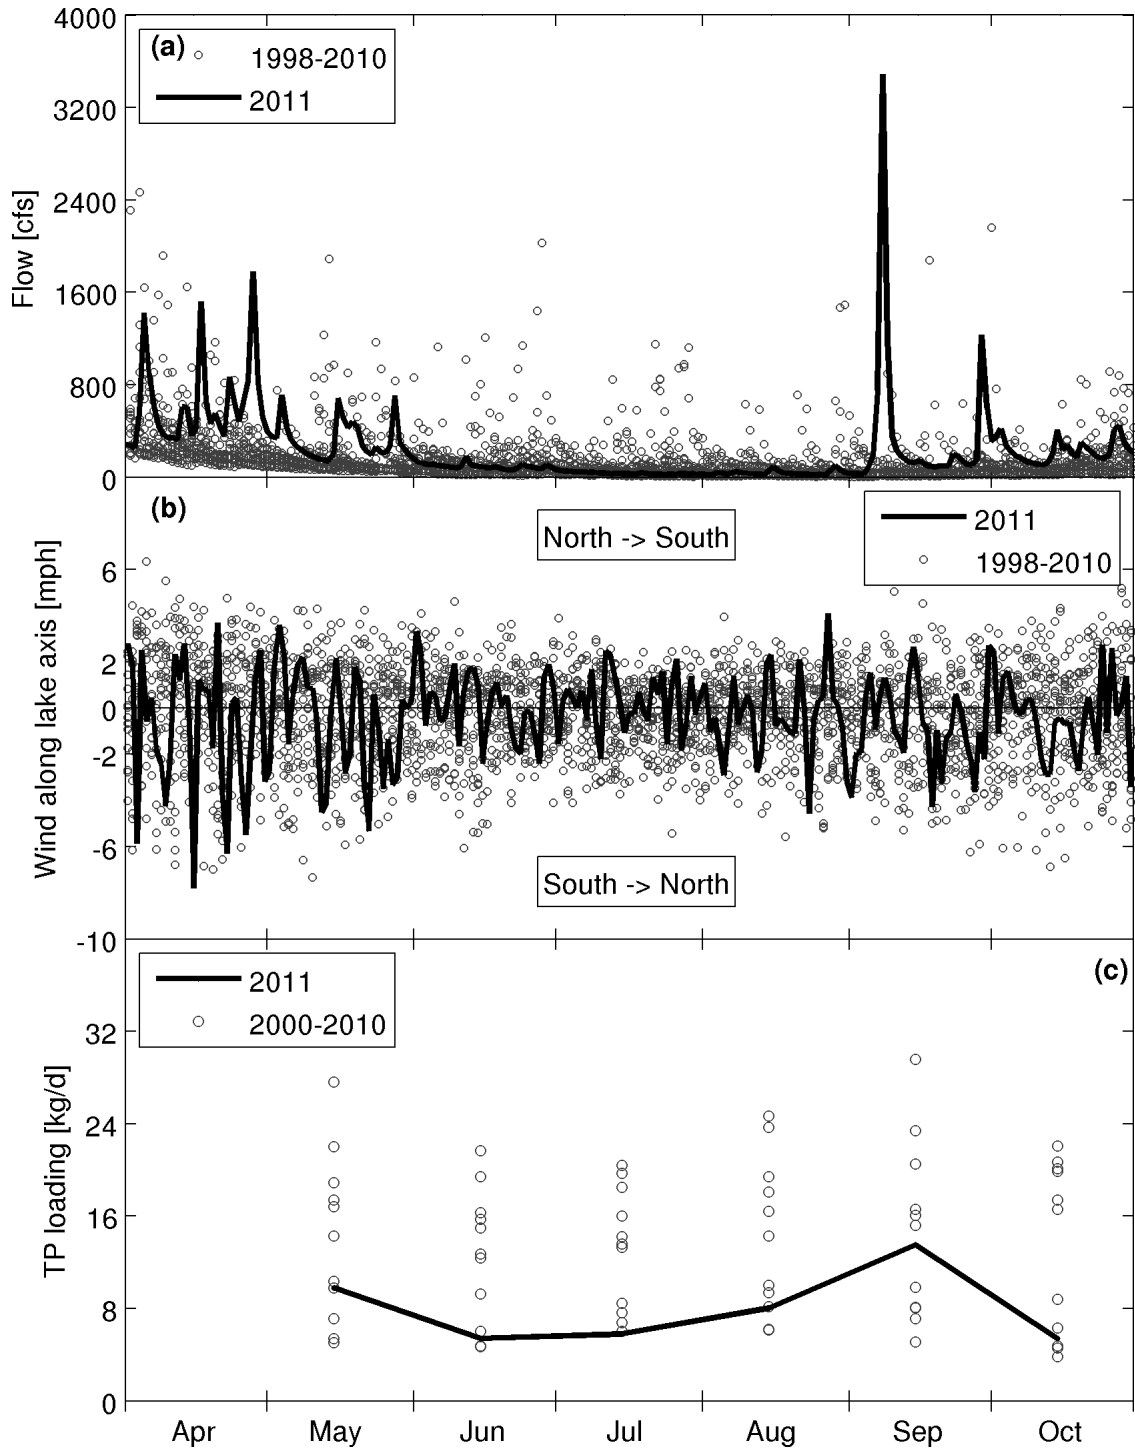 4000
3200
2400
1600
800
0
Flow [cfs]
(a)
1998-2010
2011
(b)
North -> South
2011
1998-2010
6
2
0
-2
-6
-10
Wind along lake axis [mph]
South -> North
2011
2000-2010
(c)
32
24
16
8
0
TP loading [kg/d]
Apr May Jun Jul Aug Sep Oct